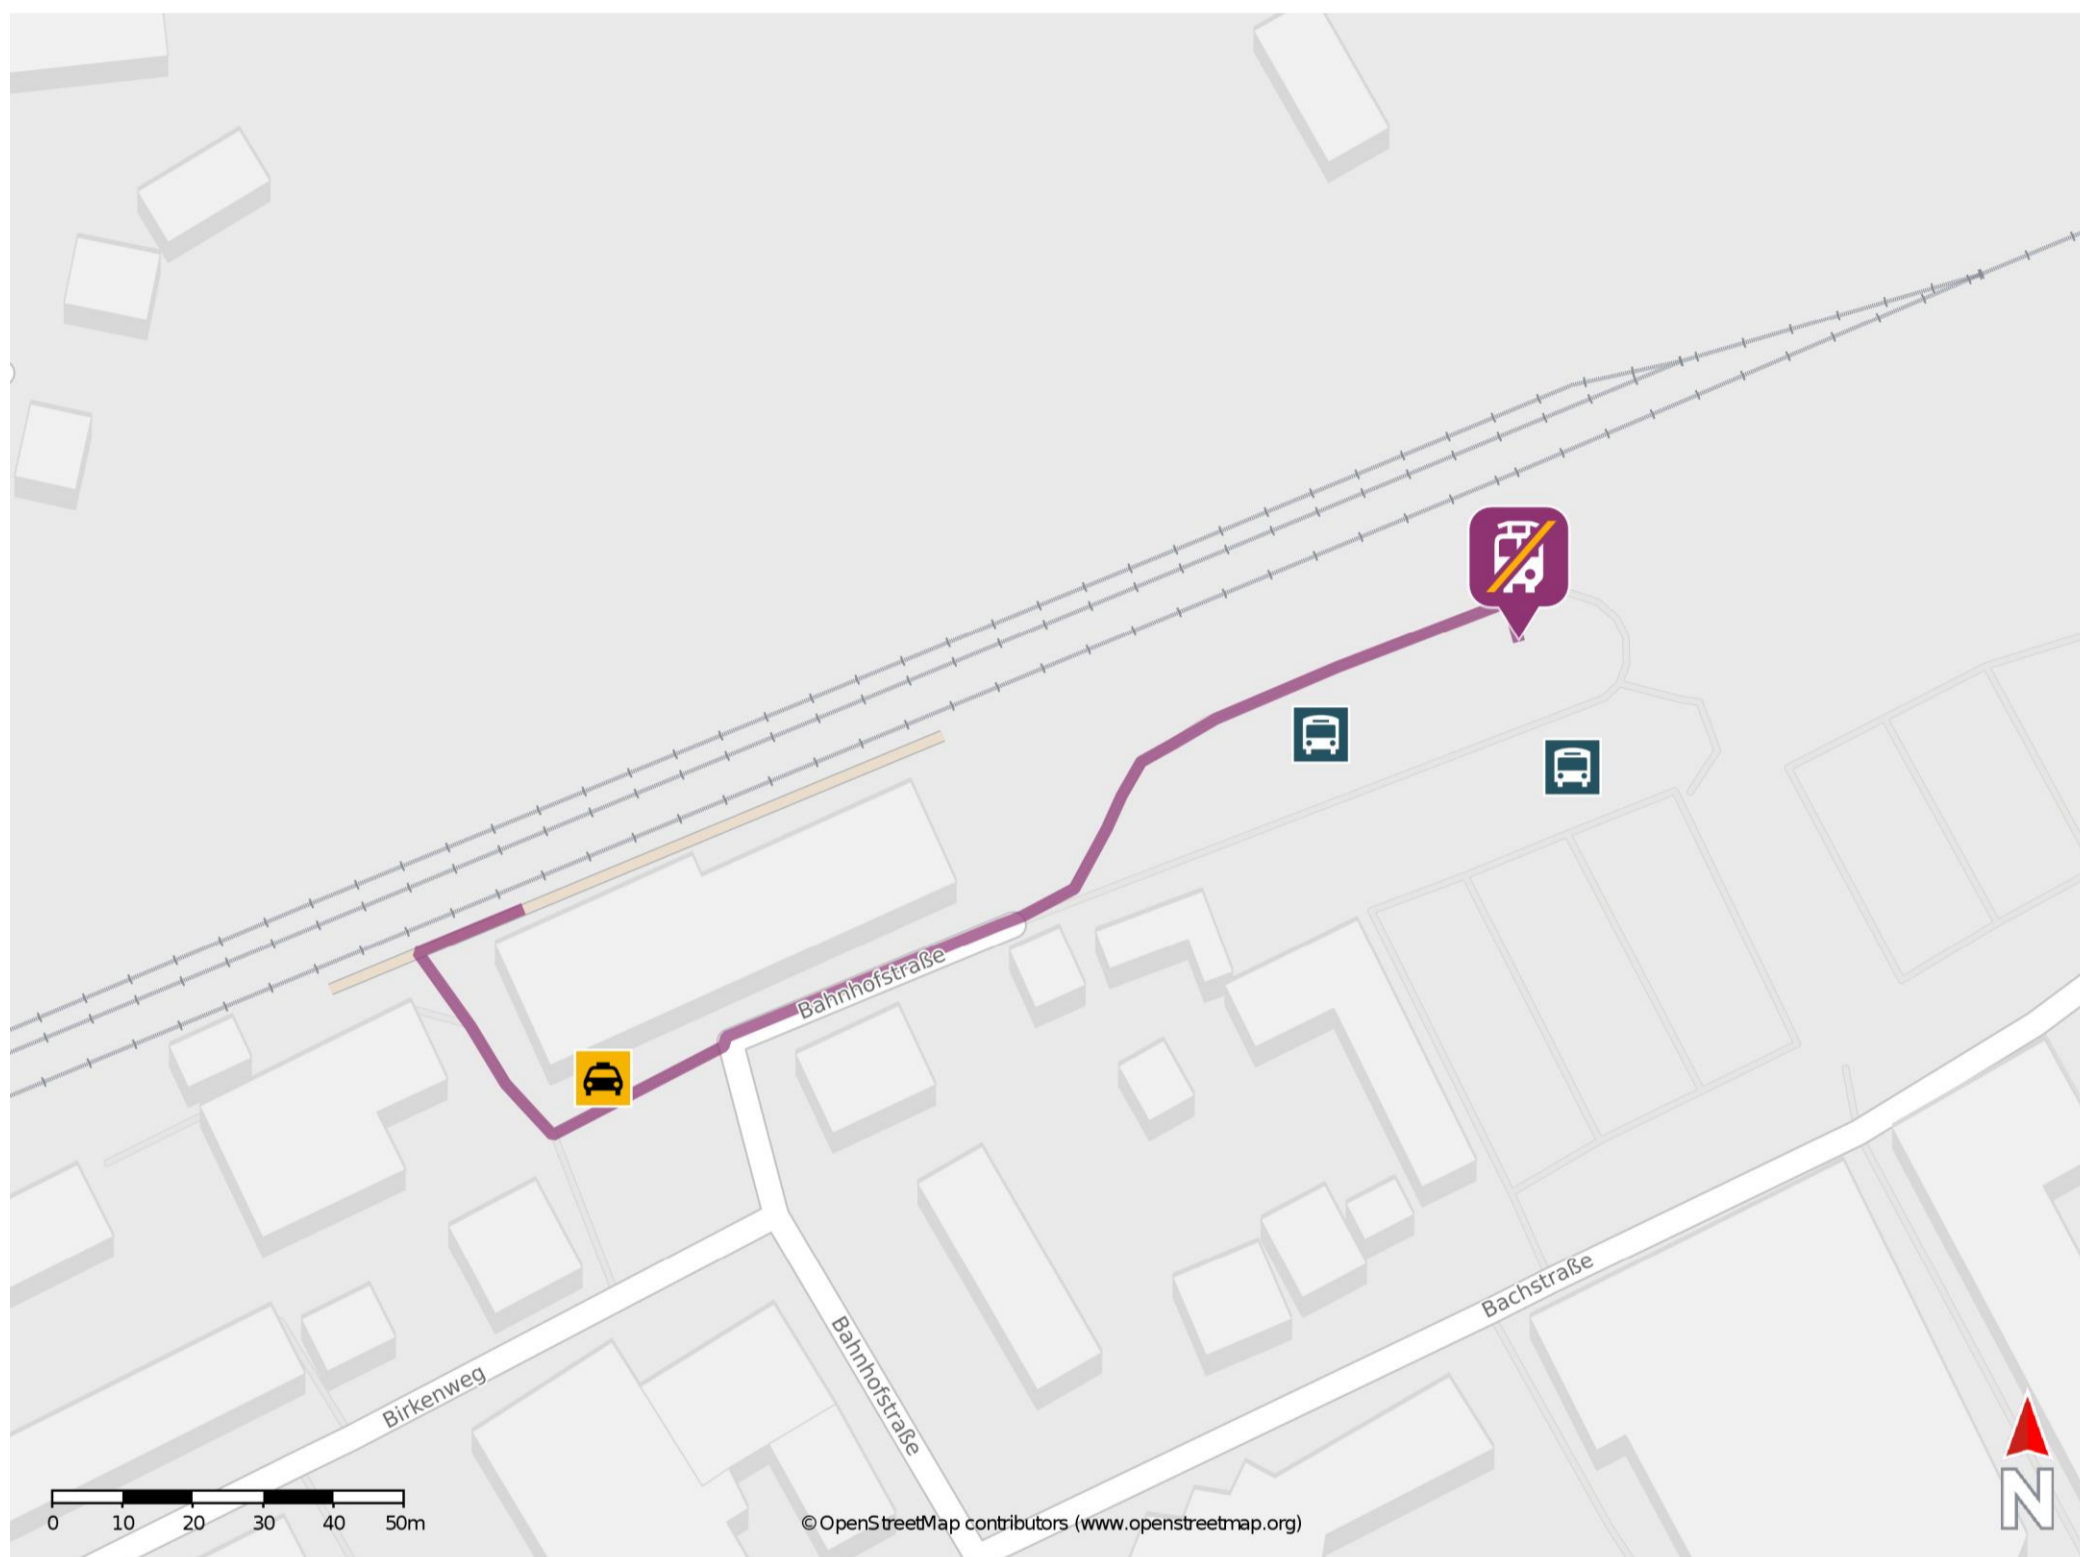 Bahnhofstraße
Bachstraße
Bahnhofstraße
Birkenweg
0 10 20 30 40 50m
© OpenStreetMap contributors (www.openstreetmap.org)
N